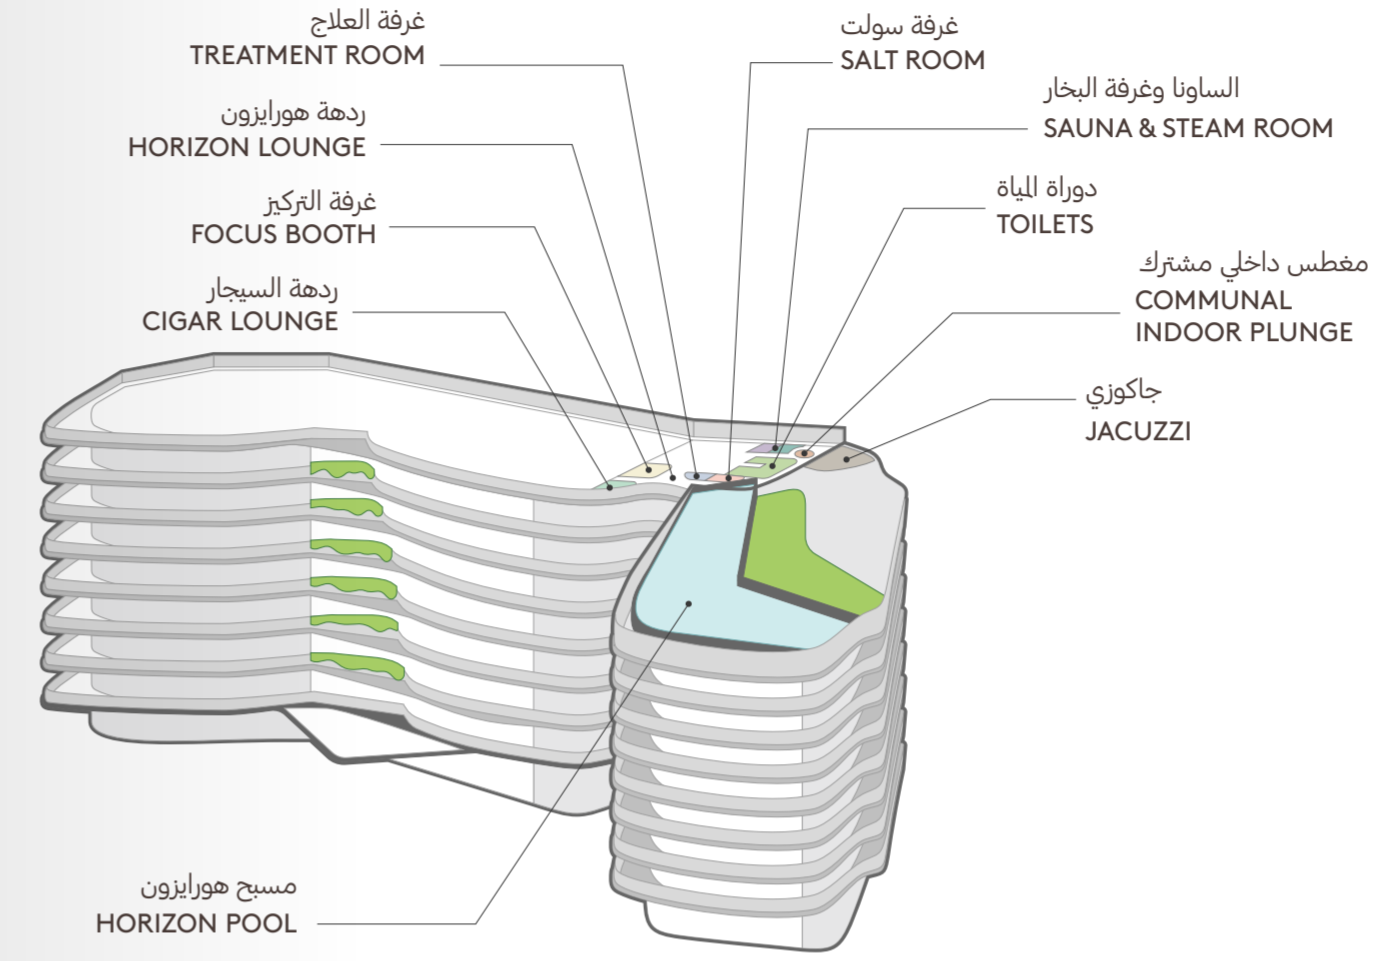 غرفة العلاج
TREATMENT ROOM
ردهة هورايزون
HORIZON LOUNGE
غرفة التركيز
FOCUS BOOTH
ردهة السيجار
CIGAR LOUNGE
غرفة سولت
SALT ROOM
الساونا وغرفة البخار
SAUNA & STEAM ROOM
دوراة المياة
TOILETS
مغطس داخلي مشترك
COMMUNAL
INDOOR PLUNGE
جاكوزي
JACUZZI
مسبح هورايزون
HORIZON POOL